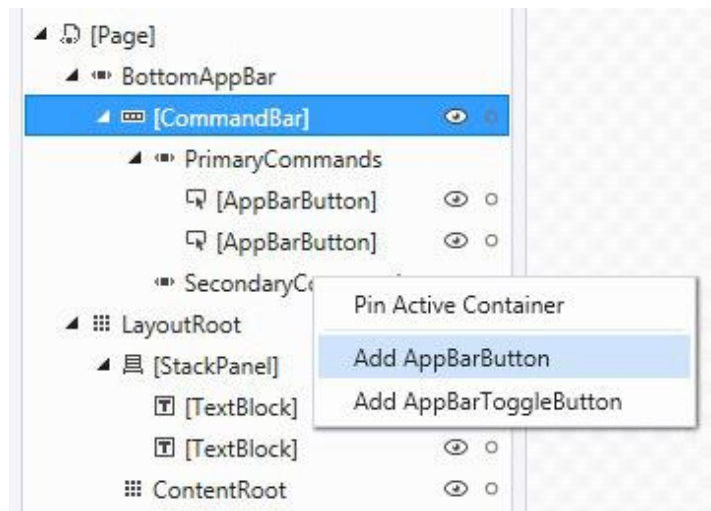 [Page]
BottomAppBar
[CommandBar]
PrimaryCommands
[AppBarButton]
[AppBarButton]
Pin Active Container
LayoutRoot
Add AppBarButton
[StackPanel]
Add AppBarToggleButton
[TextBlock]
[TextBlock]
ContentRoot